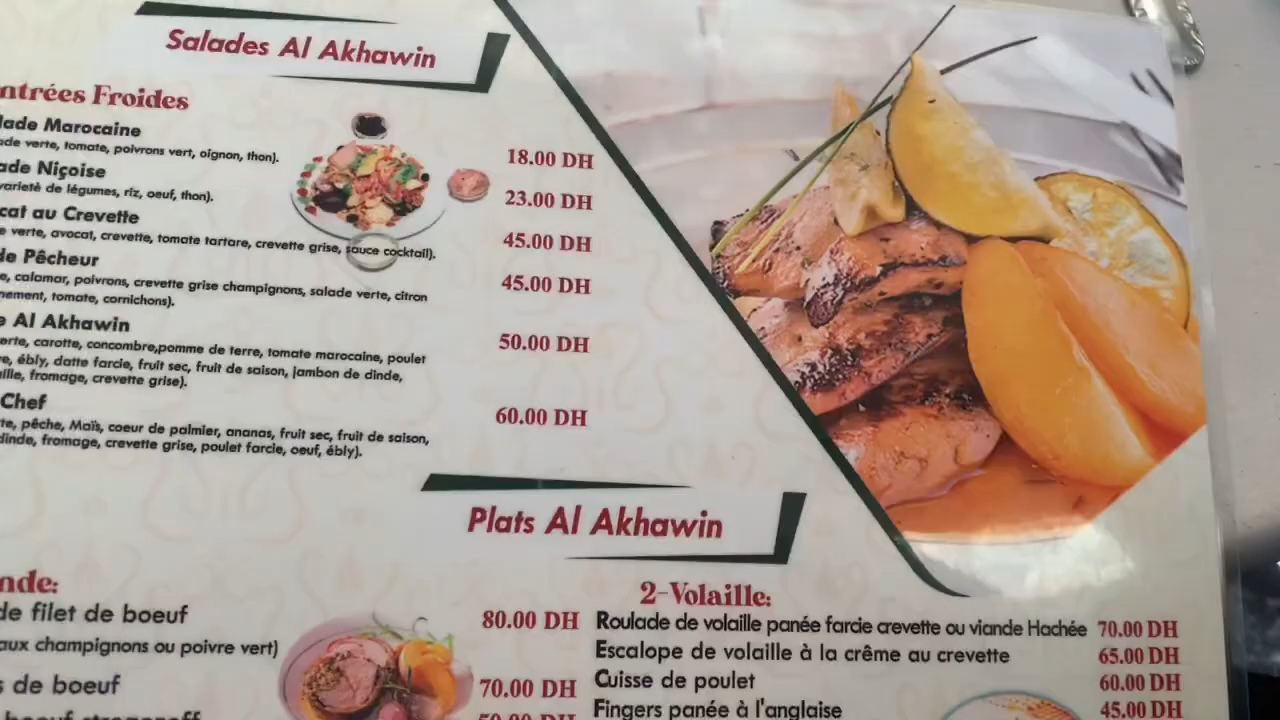 Salades Al Akhawin
ntrées Froides
lade Marocaine
ade verte, tomate, poivrons vert, oignon, thon).
18.00 DH
ade Niçoise
varietè de légumes, riz, oeuf, thon).
23.00 DH
cat au Crevette
e verte, avocat, crevette, tomate tartare, crevette grise, sauce cocktail).
45.00 DH
de Pêcheur
e, calamar, poivrons, crevette grise champignons, salade verte, citron
nement, tomate, cornichons).
45.00 DH
e Al Akhawin
erte, carotte, concombre,pomme de terre, tomate marocaine, poulet
e, ébly, datte farcie, fruit sec, fruit de saison, jambon de dinde,
ille, fromage, crevette grise).
50.00 DH
Chef
te, pêche, Maïs, coeur de palmier, ananas, fruit sec, fruit de saison,
dinde, fromage, crevette grise, poulet farcie, oeuf, ébly).
60.00 DH
Plats Al Akhawin
nde:
de filet de boeuf 80.00 DH
aux champignons ou poivre vert)
s de boeuf 70.00 DH
boeuf stroganoff 50.00 DH
2-Volaille:
Roulade de volaille panée farcie crevette ou viande Hachée 70.00 DH
Escalope de volaille à la crême au crevette 65.00 DH
Cuisse de poulet 60.00 DH
Fingers panée à l'anglaise 45.00 DH